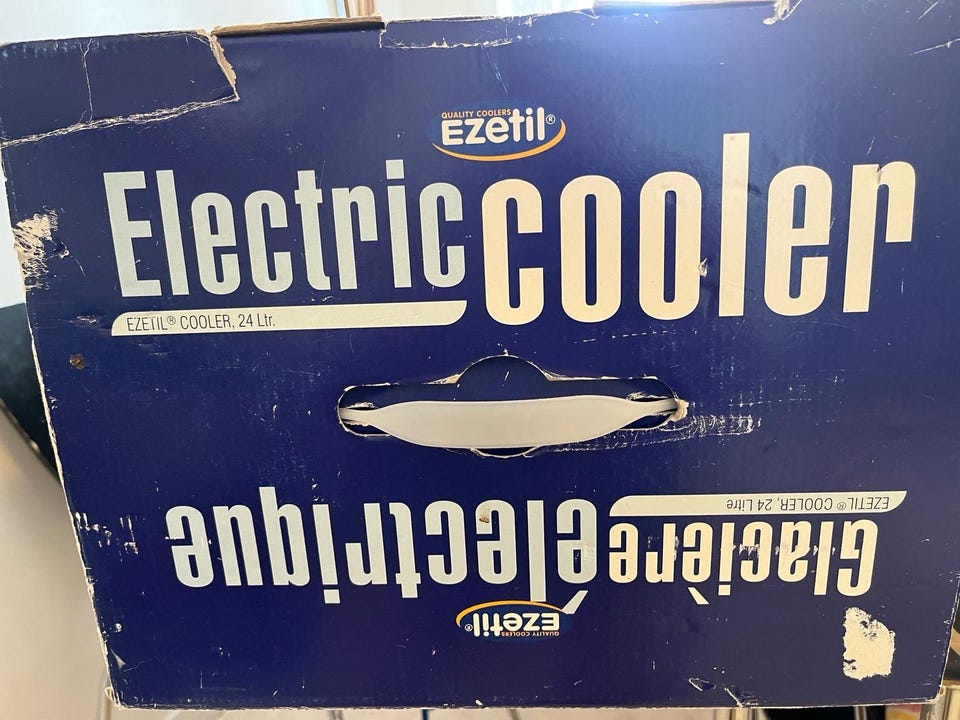 QUALITY COOLERS
EZetil®
Electric cooler
EZETIL® COOLER, 24 Ltr.
EZETIL® COOLER, 24 Litre
Glacière électrique
QUALITY COOLERS
EZetil®